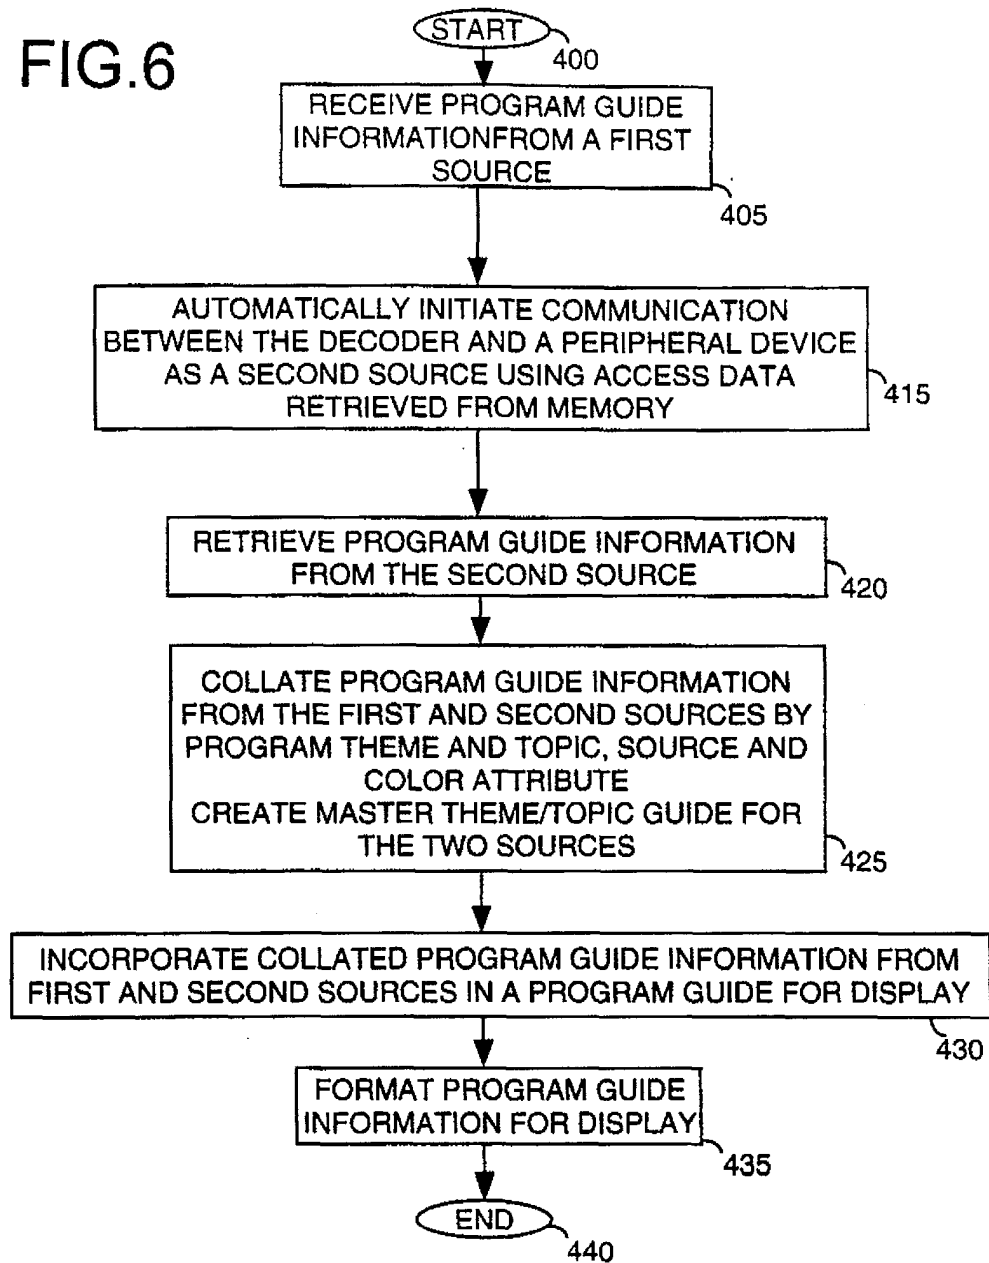 FIG.6
START
400
RECEIVE PROGRAM GUIDE
INFORMATIONFROM A FIRST
SOURCE
405
AUTOMATICALLY INITIATE COMMUNICATION
BETWEEN THE DECODER AND A PERIPHERAL DEVICE
AS A SECOND SOURCE USING ACCESS DATA
RETRIEVED FROM MEMORY
415
RETRIEVE PROGRAM GUIDE INFORMATION
FROM THE SECOND SOURCE
420
COLLATE PROGRAM GUIDE INFORMATION
FROM THE FIRST AND SECOND SOURCES BY
PROGRAM THEME AND TOPIC, SOURCE AND
COLOR ATTRIBUTE
CREATE MASTER THEME/TOPIC GUIDE FOR
THE TWO SOURCES
425
INCORPORATE COLLATED PROGRAM GUIDE INFORMATION FROM
FIRST AND SECOND SOURCES IN A PROGRAM GUIDE FOR DISPLAY
430
FORMAT PROGRAM GUIDE
INFORMATION FOR DISPLAY
435
END
440